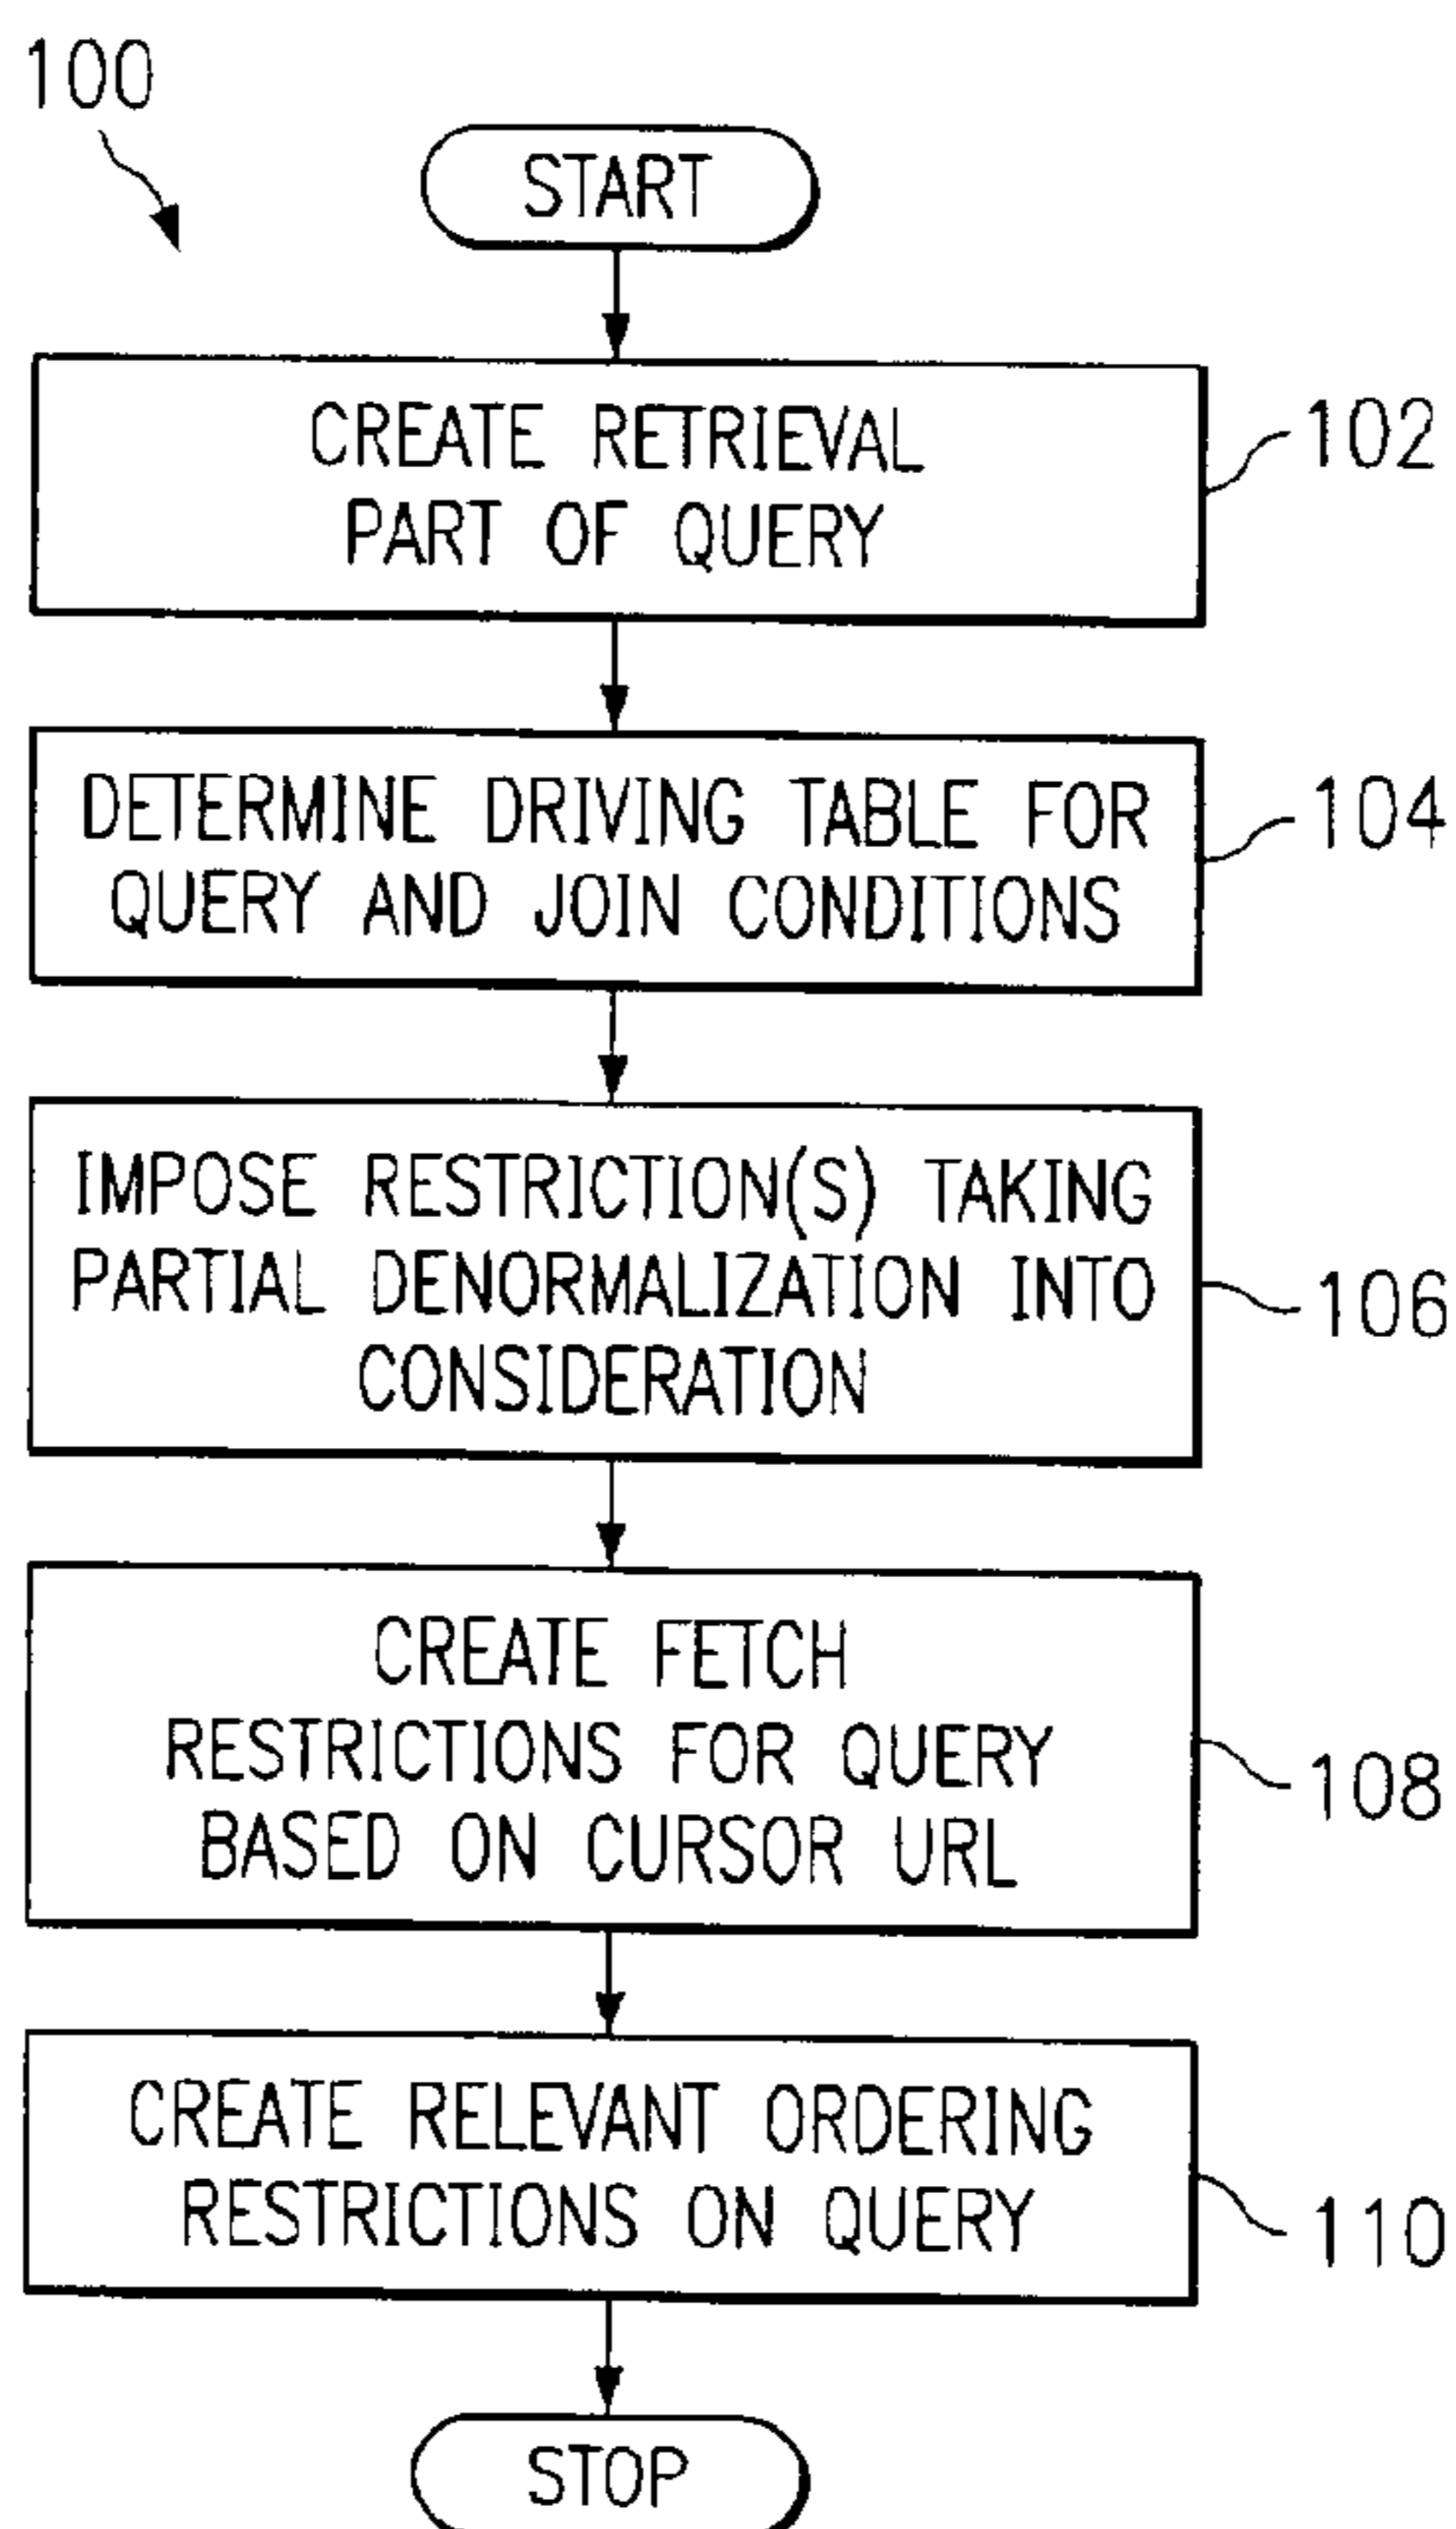 100
START
CREATE RETRIEVAL
PART OF QUERY
102
DETERMINE DRIVING TABLE FOR
QUERY AND JOIN CONDITIONS
104
IMPOSE RESTRICTION(S) TAKING
PARTIAL DENORMALIZATION INTO
CONSIDERATION
106
CREATE FETCH
RESTRICTIONS FOR QUERY
BASED ON CURSOR URL
108
CREATE RELEVANT ORDERING
RESTRICTIONS ON QUERY
110
STOP